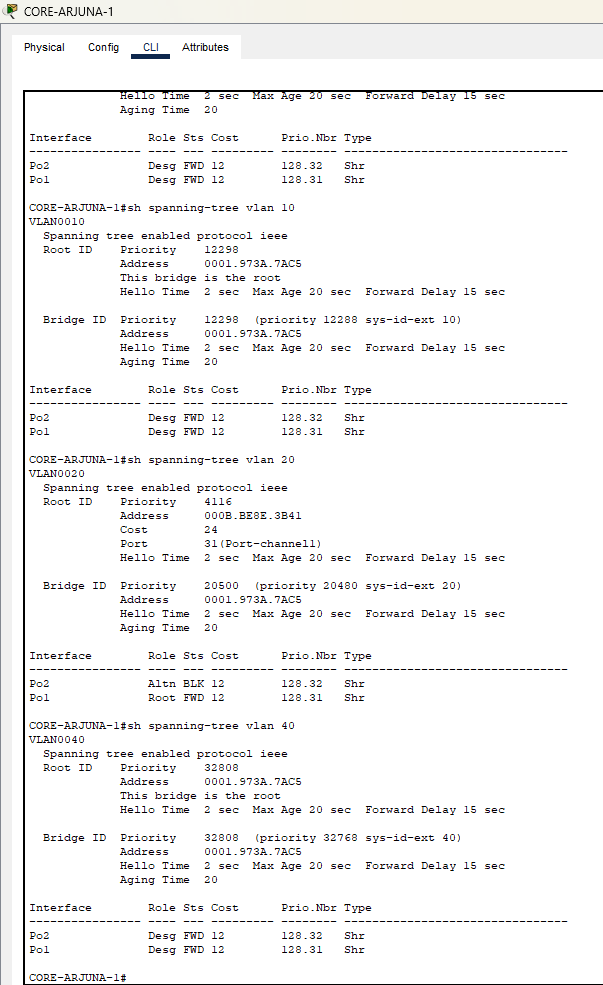 CORE-ARJUNA-1
Physical Config CLI Attributes
Hello Time 2 sec Max Age 20 sec Forward Delay 15 sec
Aging Time 20
Interface Role Sts Cost Prio.Nbr Type
---------------- ---- --- --------- -------- --------------------------------
Po2 Desg FWD 12 128.32 Shr
Po1 Desg FWD 12 128.31 Shr
CORE-ARJUNA-1#sh spanning-tree vlan 10
VLAN0010
Spanning tree enabled protocol ieee
Root ID Priority 12298
Address 0001.973A.7AC5
This bridge is the root
Hello Time 2 sec Max Age 20 sec Forward Delay 15 sec
Bridge ID Priority 12298 (priority 12288 sys-id-ext 10)
Address 0001.973A.7AC5
Hello Time 2 sec Max Age 20 sec Forward Delay 15 sec
Aging Time 20
Interface Role Sts Cost Prio.Nbr Type
---------------- ---- --- --------- -------- --------------------------------
Po2 Desg FWD 12 128.32 Shr
Po1 Desg FWD 12 128.31 Shr
CORE-ARJUNA-1#sh spanning-tree vlan 20
VLAN0020
Spanning tree enabled protocol ieee
Root ID Priority 4116
Address 000B.BE8E.3B41
Cost 24
Port 31(Port-channel1)
Hello Time 2 sec Max Age 20 sec Forward Delay 15 sec
Bridge ID Priority 20500 (priority 20480 sys-id-ext 20)
Address 0001.973A.7AC5
Hello Time 2 sec Max Age 20 sec Forward Delay 15 sec
Aging Time 20
Interface Role Sts Cost Prio.Nbr Type
---------------- ---- --- --------- -------- --------------------------------
Po2 Altn BLK 12 128.32 Shr
Po1 Root FWD 12 128.31 Shr
CORE-ARJUNA-1#sh spanning-tree vlan 40
VLAN0040
Spanning tree enabled protocol ieee
Root ID Priority 32808
Address 0001.973A.7AC5
This bridge is the root
Hello Time 2 sec Max Age 20 sec Forward Delay 15 sec
Bridge ID Priority 32808 (priority 32768 sys-id-ext 40)
Address 0001.973A.7AC5
Hello Time 2 sec Max Age 20 sec Forward Delay 15 sec
Aging Time 20
Interface Role Sts Cost Prio.Nbr Type
---------------- ---- --- --------- -------- --------------------------------
Po2 Desg FWD 12 128.32 Shr
Po1 Desg FWD 12 128.31 Shr
CORE-ARJUNA-1#